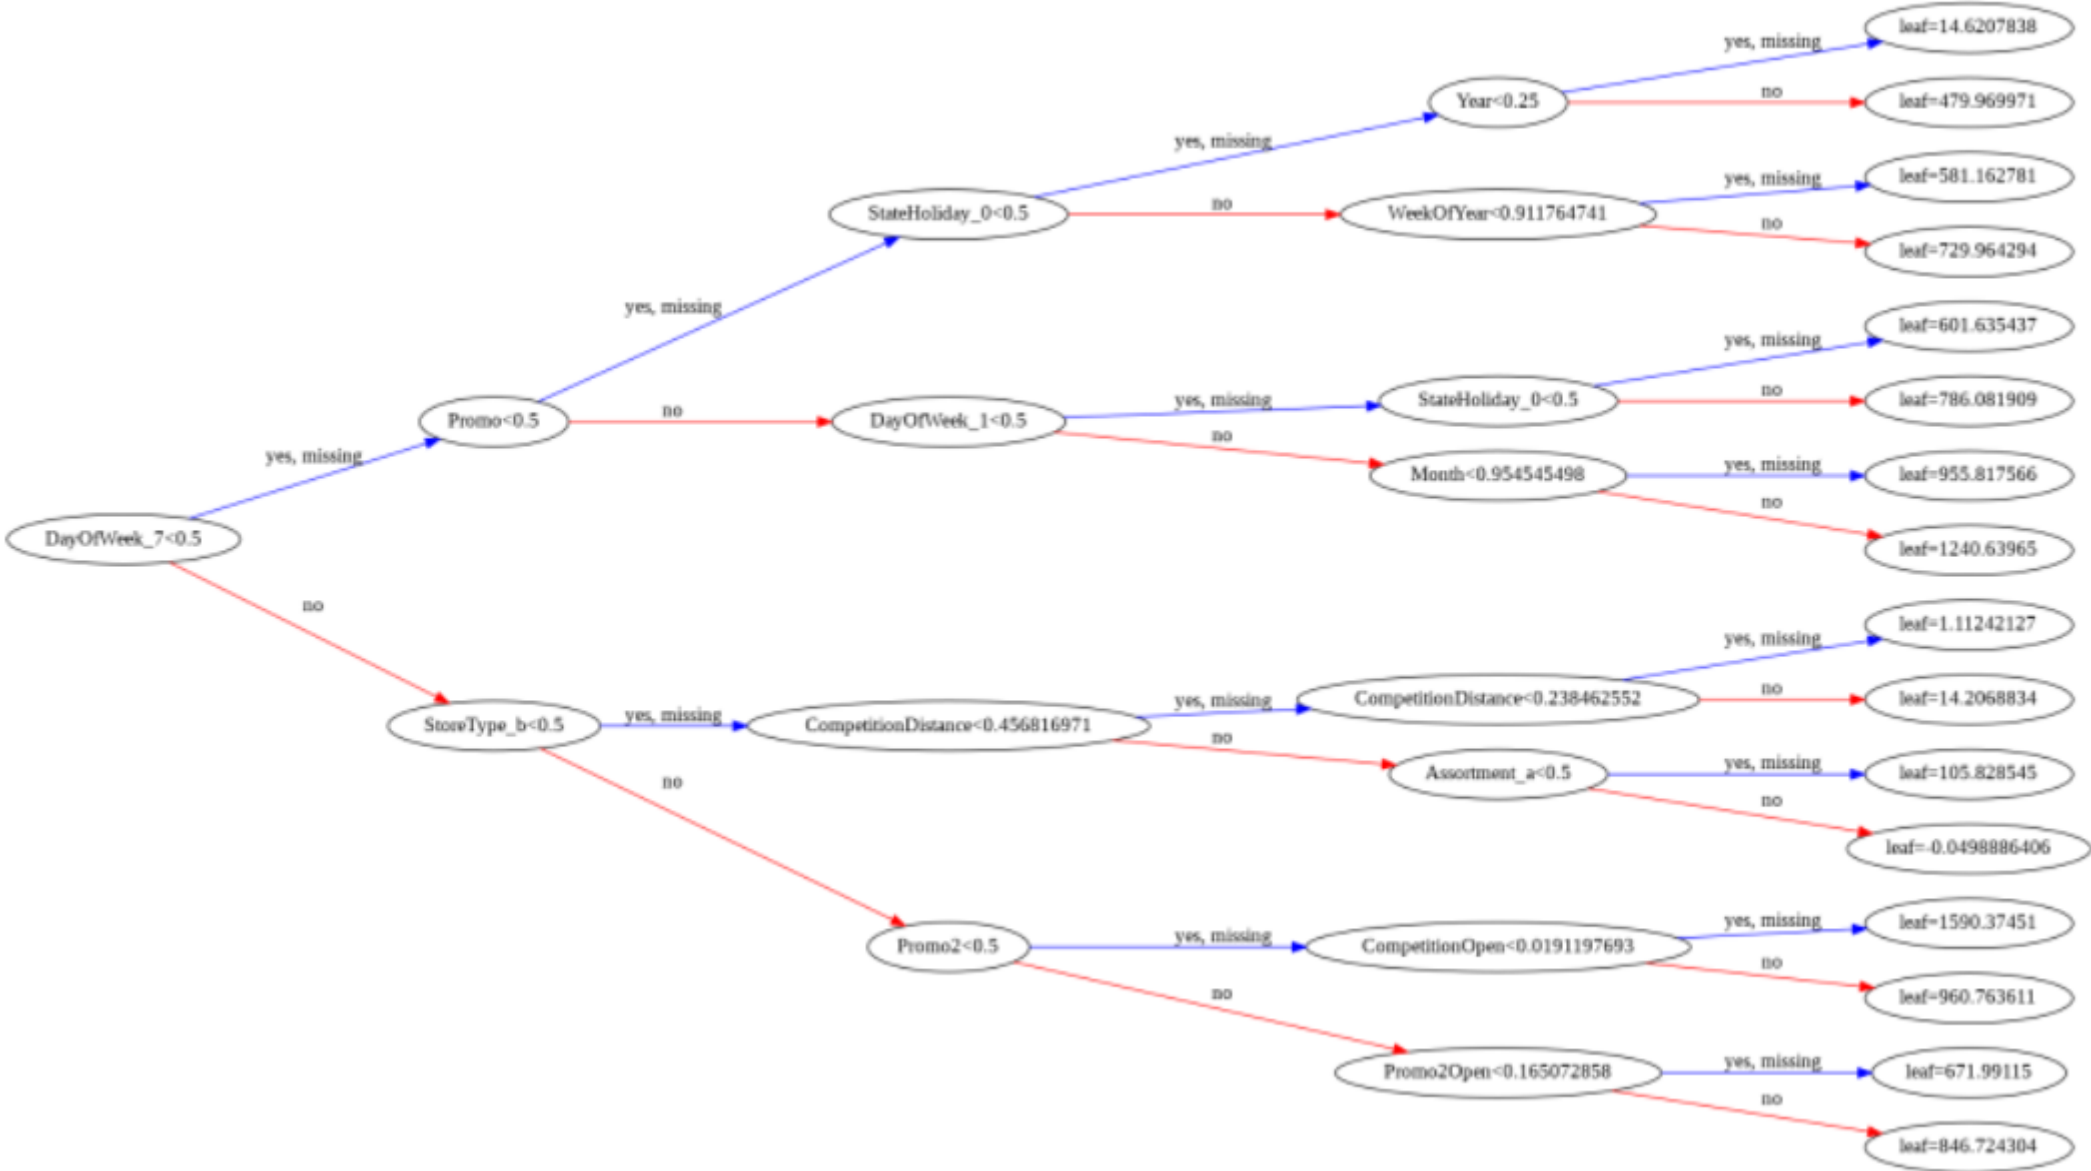 leaf=14.6207838
yes, missing
Year<0.25
no
leaf=479.969971
yes, missing
yes, missing
leaf=581.162781
StateHoliday_0<0.5
no
WeekOfYear<0.911764741
no
leaf=729.964294
yes, missing
leaf=601.635437
yes, missing
Promo<0.5
no
DayOfWeek_1<0.5
yes, missing
StateHoliday_0<0.5
no
leaf=786.081909
no
yes, missing
Month<0.954545498
yes, missing
leaf=955.817566
no
DayOfWeek_7<0.5
leaf=1240.63965
no
leaf=1.11242127
yes, missing
StoreType_b<0.5
yes, missing
CompetitionDistance<0.456816971
yes, missing
CompetitionDistance<0.238462552
no
leaf=14.2068834
no
Assortment_a<0.5
yes, missing
leaf=105.828545
no
no
leaf=-0.0498886406
Promo2<0.5
yes, missing
CompetitionOpen<0.0191197693
yes, missing
leaf=1590.37451
no
leaf=960.763611
no
Promo2Open<0.165072858
yes, missing
leaf=671.99115
no
leaf=846.724304